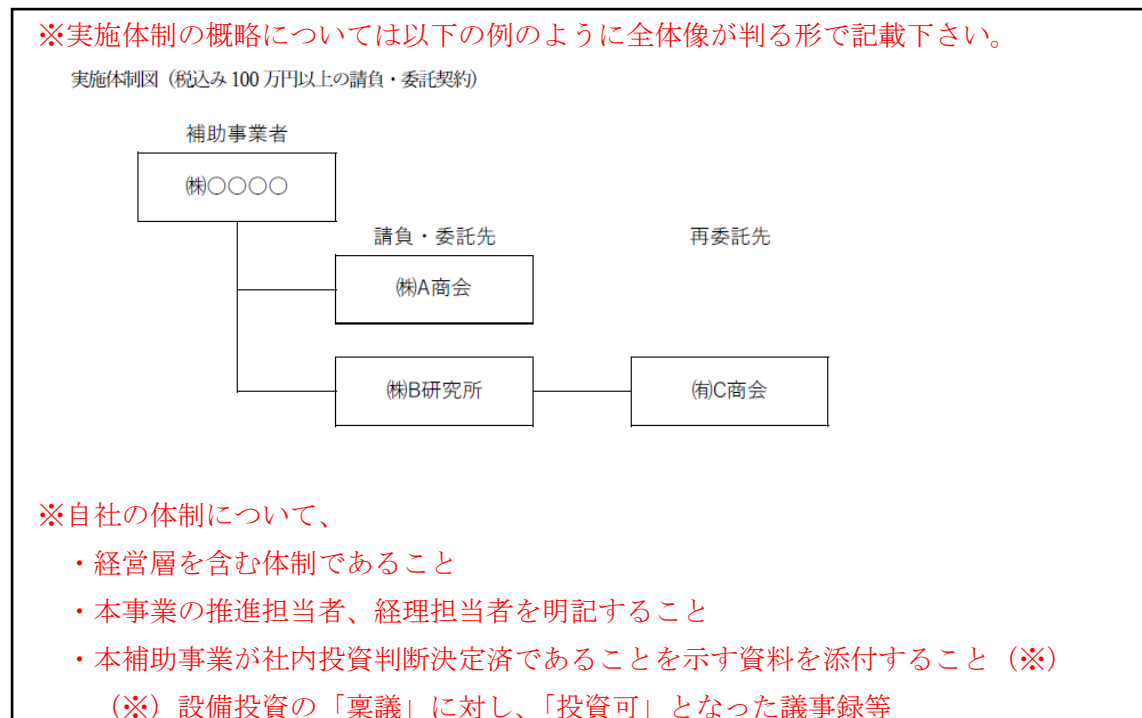 ※実施体制の概略については以下の例のように全体像が判る形で記載下さい。
実施体制図（税込み 100 万円以上の請負・委託契約）
補助事業者
㈱○○○○
請負・委託先
再委託先
㈱A商会
㈱B研究所
㈲C商会
※自社の体制について、
・経営層を含む体制であること
・本事業の推進担当者、経理担当者を明記すること
・本補助事業が社内投資判断決定済であることを示す資料を添付すること（※）
（※）設備投資の「稟議」に対し、「投資可」となった議事録等